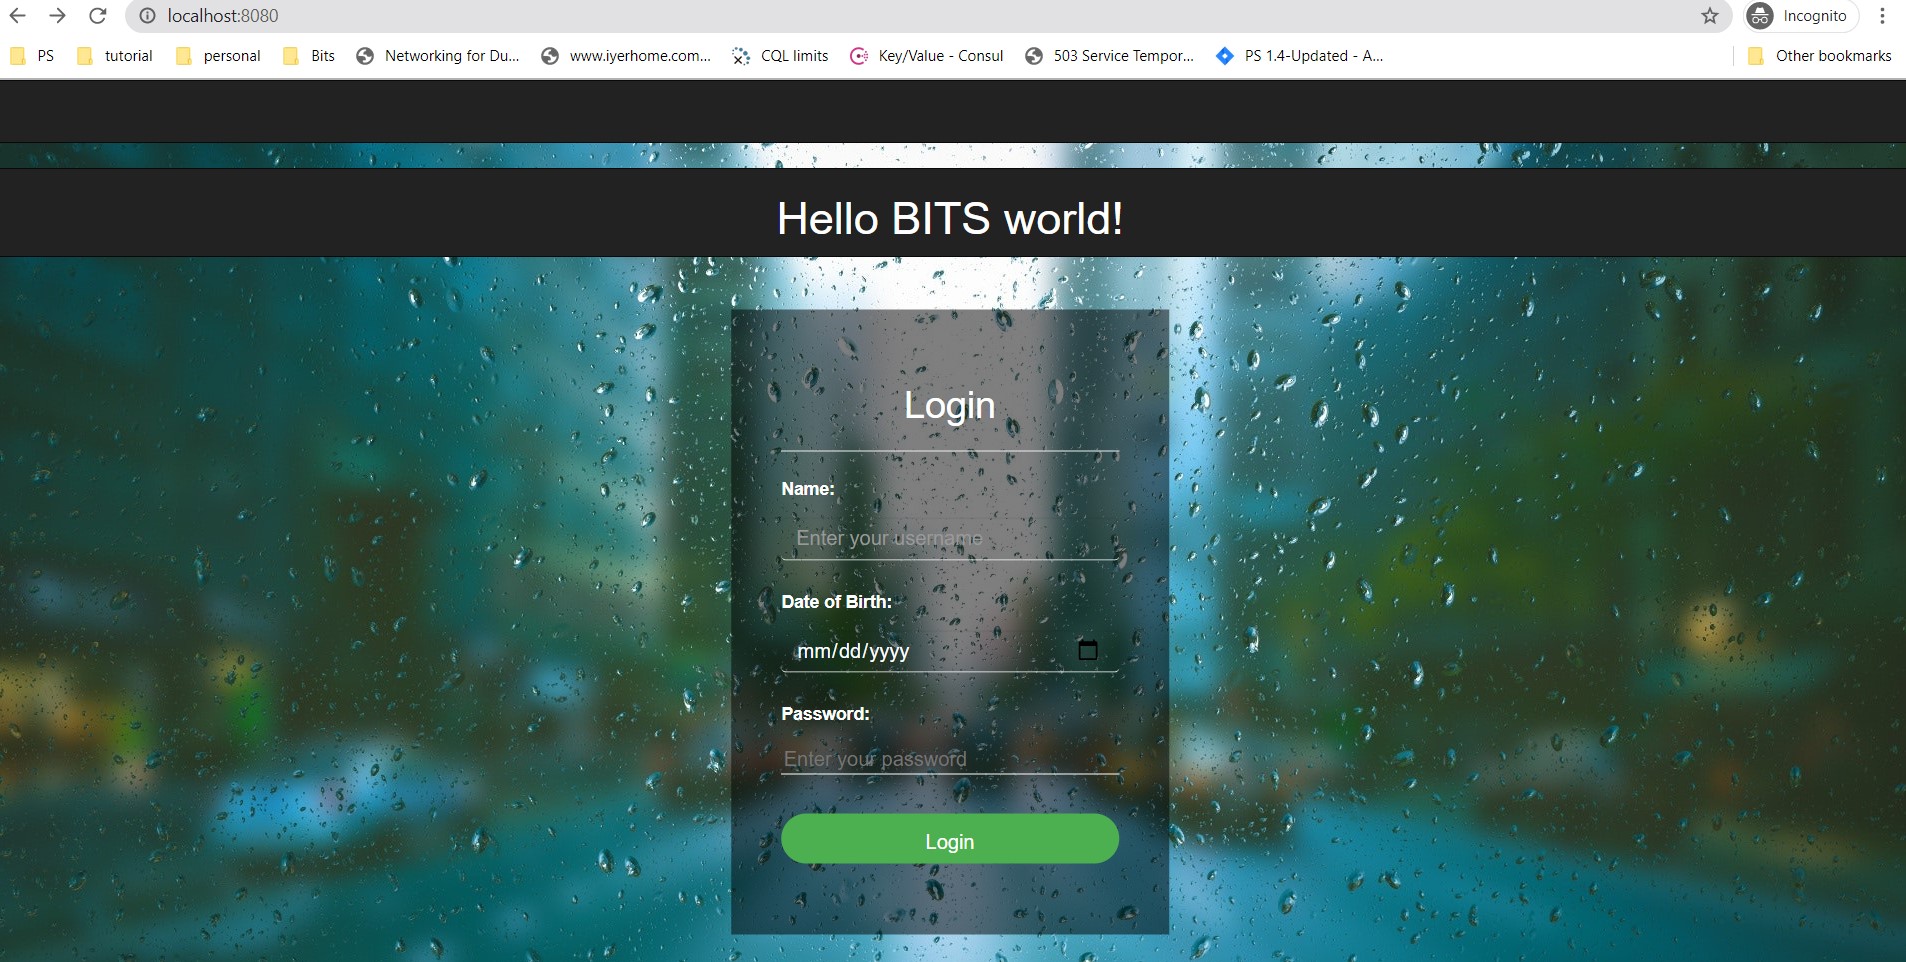 localhost:8080
Incognito
PS tutorial personal Bits Networking for Du... www.iyerhome.com... CQL limits Key/Value - Consul 503 Service Tempor... PS 1.4-Updated - A... Other bookmarks
Hello BITS world!
Login
Name:
Enter your username
Date of Birth:
mm/dd/yyyy
Password:
Enter your password
Login